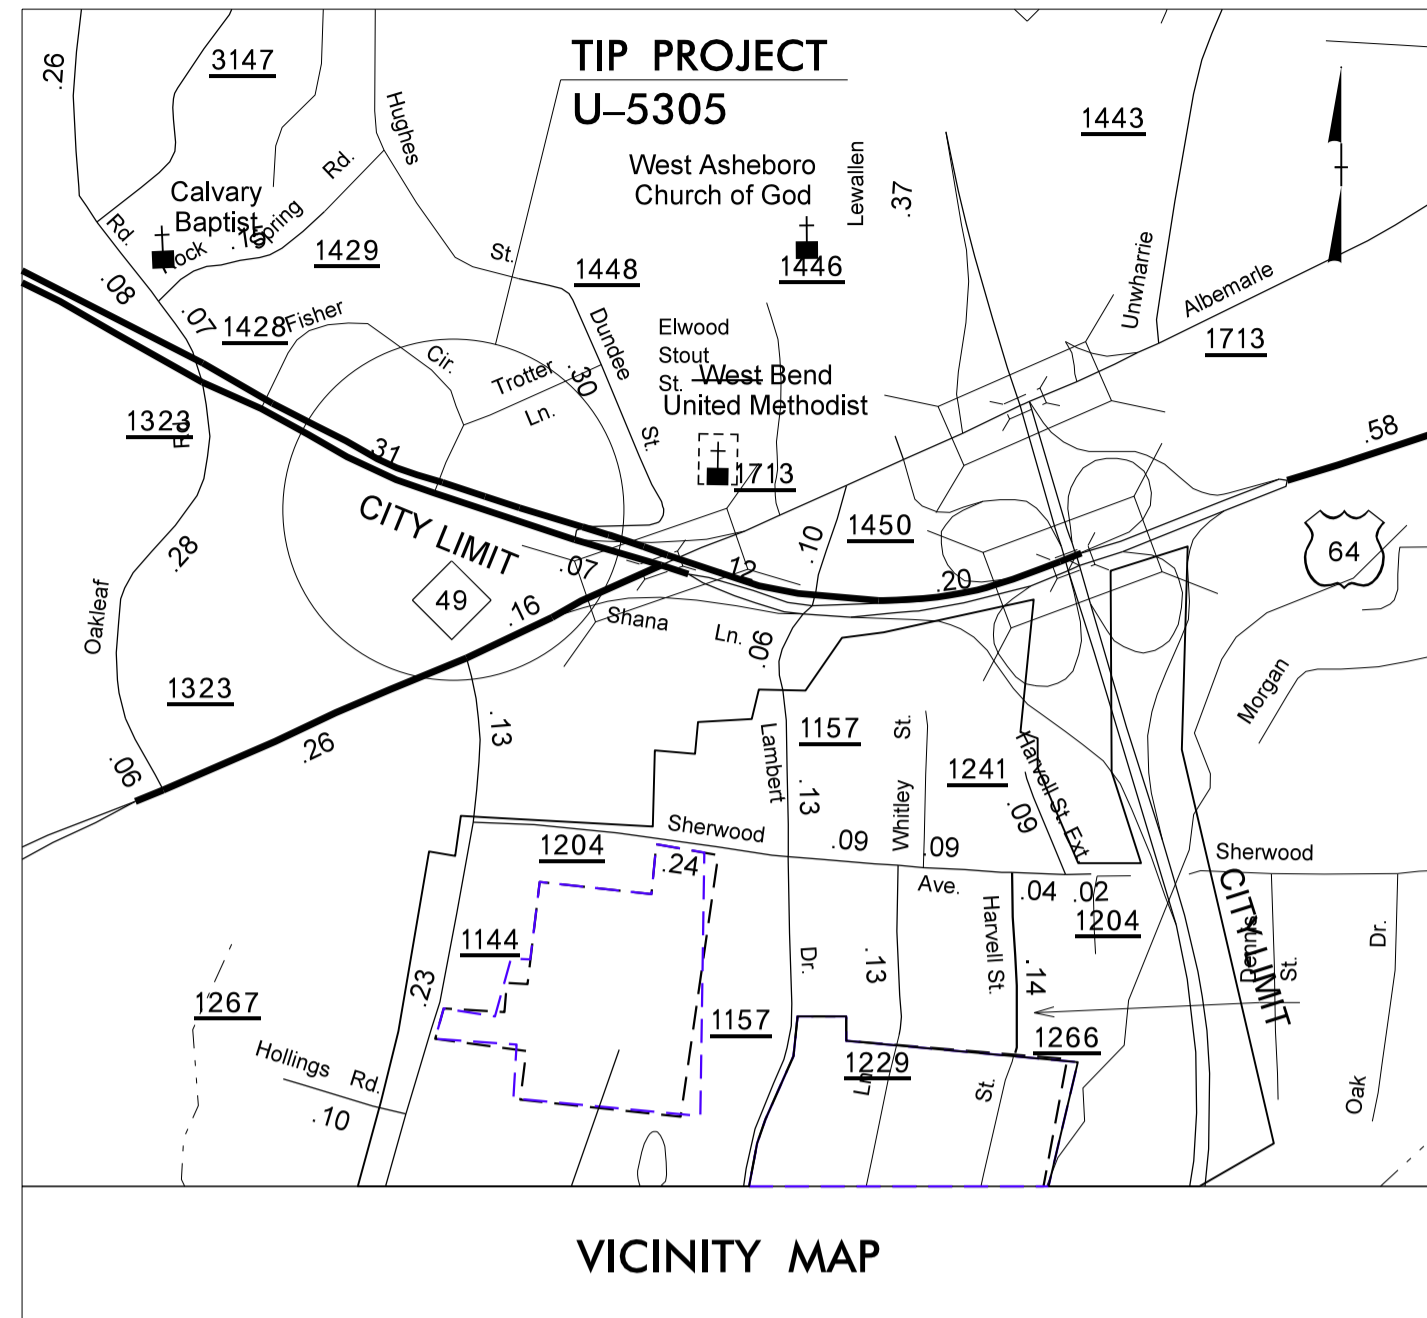 TIP PROJECT
U-5305
.26
3147
Hughes
1443
West Asheboro
Church of God
Lewallen
.37
Rd.
Calvary
Baptist
Rd.
.15
Rock
Spring
1429
St.
1448
1446
Unwharrie
Albemarle
.08
.07
1428
Fisher
Cir.
Dundee
St.
Elwood
Stout
St.
West Bend
United Methodist
1713
Trotter
Ln.
.30
1323
Rd.
.31
1713
.58
CITY LIMIT
.10
1450
64
.28
.07
.12
.20
49
.16
Oakleaf
Shana
Ln.
.06
1323
.13
.26
.06
Morgan
Lambert
1157
St.
Whitley
1241
Harvell St. Ext
.13
.09
Sherwood
.09
.09
Sherwood
1204
.24
Ave.
.04
.02
1204
CITY LIMIT
Dennis
St.
Dr.
1144
.23
Dr.
.13
Harvell St.
.14
1267
1157
1266
1229
Ln.
St.
Hollings
Rd.
.10
Oak
VICINITY MAP